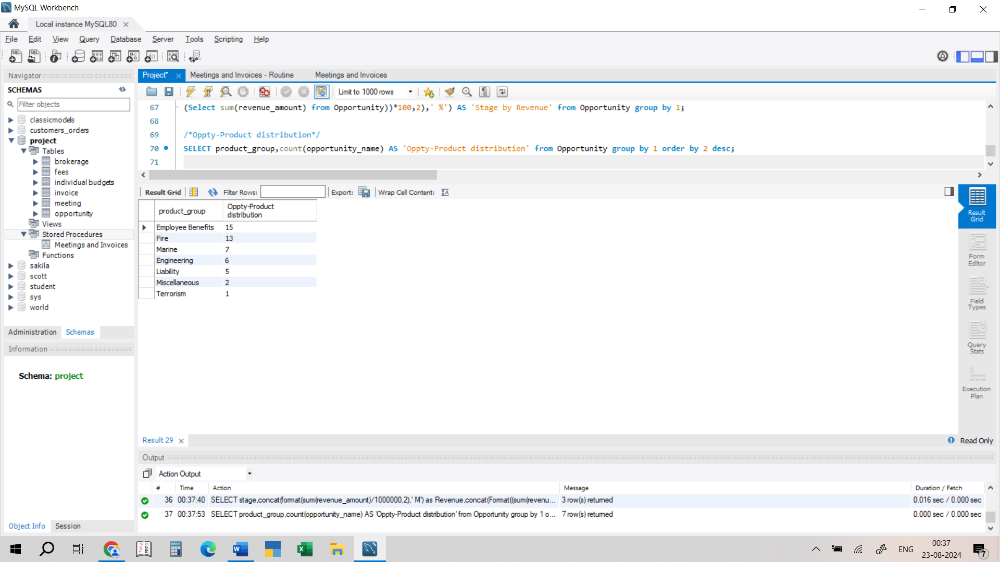 MySQL Workbench
Local instance MySQL80
File Edit View Query Database Server Tools Scripting Help
Navigator
SCHEMAS
Filter objects
classicmodels
customers_orders
project
Tables
brokerage
fees
individual budgets
invoice
meeting
opportunity
Views
Stored Procedures
Meetings and Invoices
Functions
sakila
scott
student
sys
world
Administration Schemas
Information
Schema: project
Object Info Session
Project* Meetings and Invoices - Routine Meetings and Invoices
Limit to 1000 rows
67 (Select sum(revenue_amount) from Opportunity))*100,2),' %') AS 'Stage by Revenue' from Opportunity group by 1;
68
69 /*Oppty-Product distribution*/
70 SELECT product_group,count(opportunity_name) AS 'Oppty-Product distribution' from Opportunity group by 1 order by 2 desc;
71
Result Grid Filter Rows: Export: Wrap Cell Content:
product_group Oppty-Product distribution
Employee Benefits 15
Fire 13
Marine 7
Engineering 6
Liability 5
Miscellaneous 2
Terrorism 1
Result Grid
Form Editor
Field Types
Query Stats
Execution Plan
Result 29 Read Only
Output
Action Output
# Time Action Message Duration / Fetch
36 00:37:40 SELECT stage,concat(format(sum(revenue_amount)/1000000,2),' M') as Revenue,concat(Format((sum(revenu... 3 row(s) returned 0.016 sec / 0.000 sec
37 00:37:53 SELECT product_group,count(opportunity_name) AS 'Oppty-Product distribution' from Opportunity group by 1 o... 7 row(s) returned 0.000 sec / 0.000 sec
ENG 00:37
23-08-2024
7